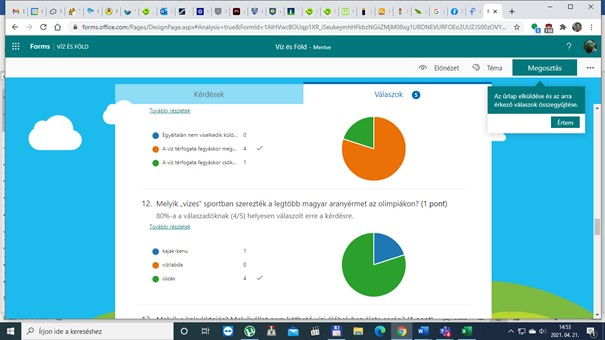 Víz és Föld
forms.office.com/Pages/DesignPage.aspx#Analysis=true&FormId=
Forms
VÍZ ÉS FÖLD
?
Víz és Föld - Mentve
Előnézet
Téma
Megosztás
Kérdések
Válaszok 5
Az űrlap elküldése és az arra
érkező válaszok összegyűjtése.
Értem
További részletek
Egyáltalán nem viselkedik külö... 0
A víz térfogata fagyáskor meg... 4
A víz térfogata fagyáskor csök... 1
12. Melyik „vizes" sportban szerezték a legtöbb magyar aranyérmet az olimpiákon? (1 pont)
80%-a a válaszadóknak (4/5) helyesen válaszolt erre a kérdésre.
További részletek
kajak-kenu 1
vízilabda 0
úszás 4
Írjon ide a kereséshez
14:53
2021. 04. 21.